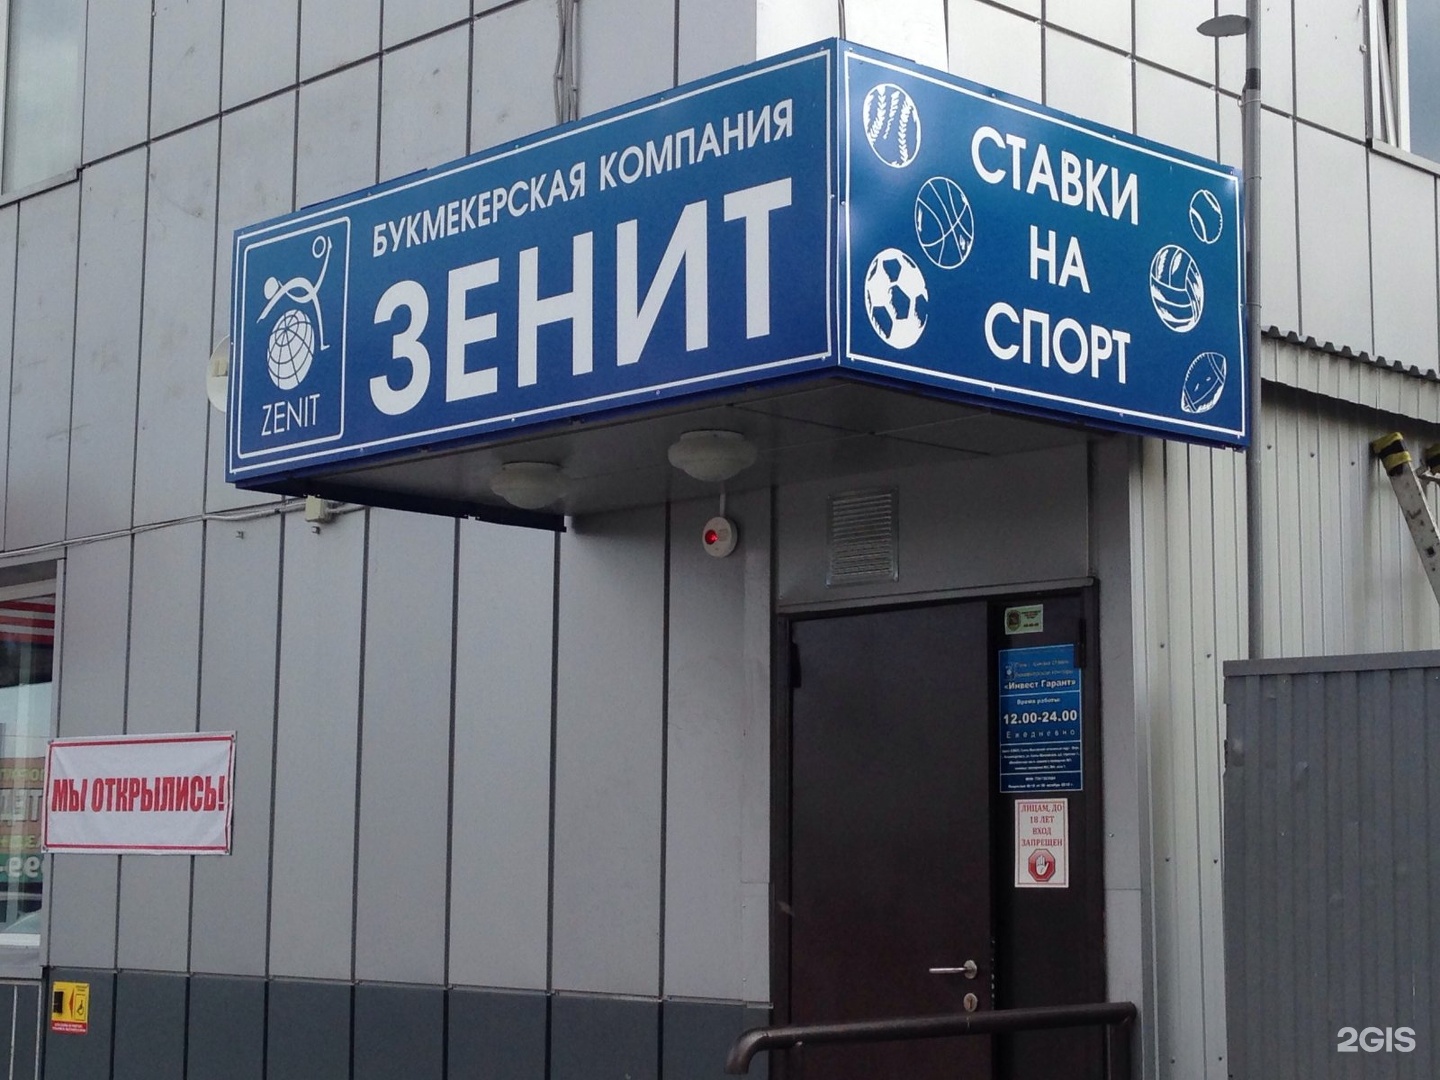 БУКМЕКЕРСКАЯ КОМПАНИЯ
ЗЕНИТ
ZENIT
СТАВКИ
НА
СПОРТ
«Инвест Гарант»
Время работы:
12.00-24.00
Ежедневно
ЛИЦАМ, ДО
18 ЛЕТ
ВХОД
ЗАПРЕЩЕН
МЫ ОТКРЫЛИСЬ!
2GIS